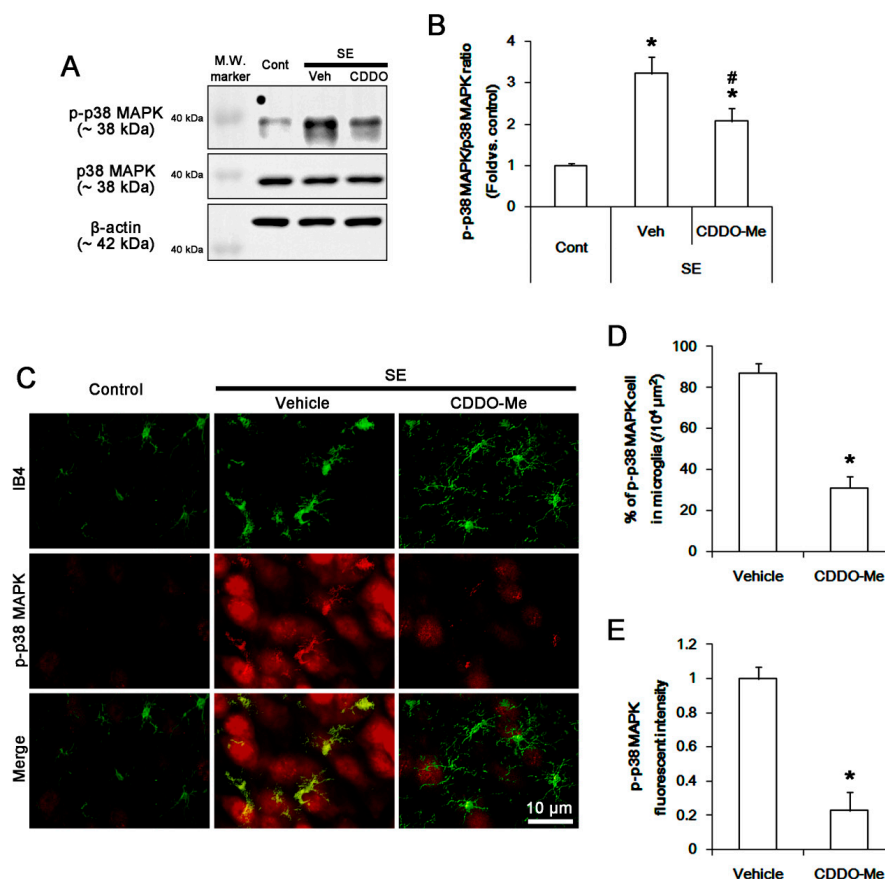 A
M.W.
marker
Cont
SE
Veh
CDDO
p-p38 MAPK
(~ 38 kDa)
40 kDa
p38 MAPK
(~ 38 kDa)
40 kDa
β-actin
(~ 42 kDa)
40 kDa
B
p-p38 MAPK/p38 MAPK ratio
(Fold vs. control)
4
3
2
1
0
*
#
*
Cont
Veh
CDDO-Me
SE
C
Control
SE
Vehicle
CDDO-Me
IB4
p-p38 MAPK
Merge
10 µm
D
% of p-p38 MAPK cell
in microglia (/10⁴ µm²)
100
80
60
40
20
0
*
Vehicle
CDDO-Me
E
p-p38 MAPK
fluorescent intensity
1.2
1
0.8
0.6
0.4
0.2
0
*
Vehicle
CDDO-Me